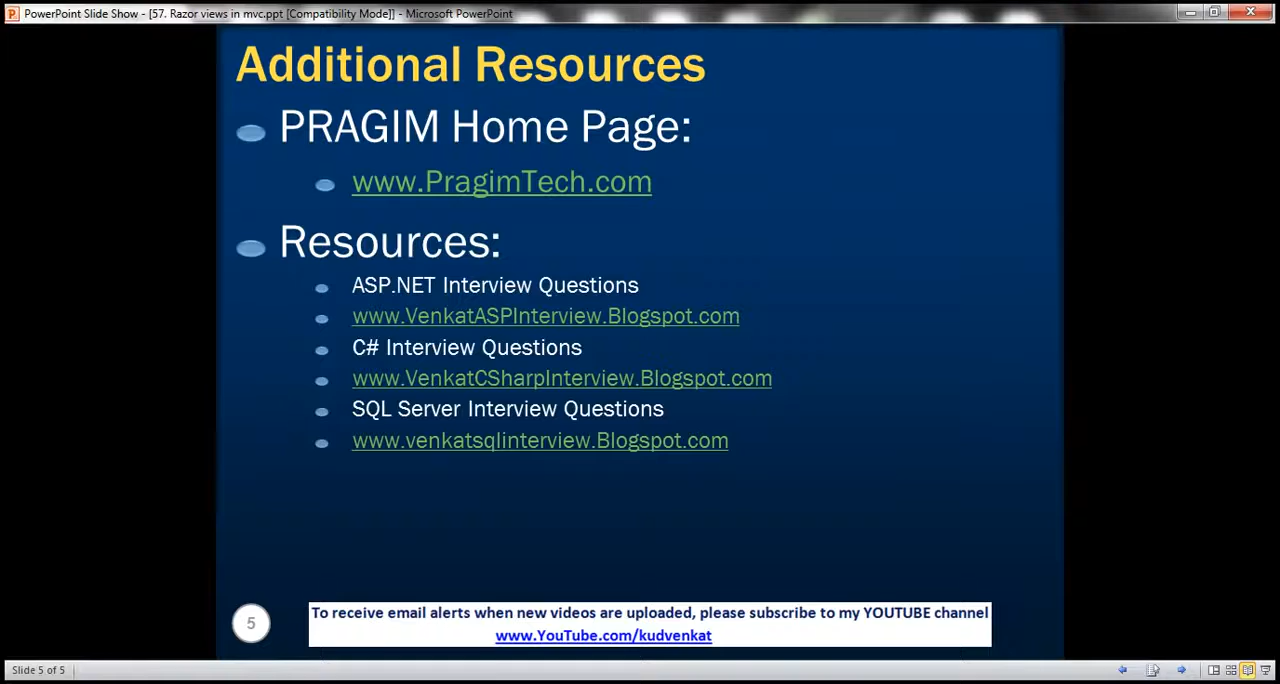 PowerPoint Slide Show - [57. Razor views in mvc.ppt [Compatibility Mode]] - Microsoft PowerPoint
Additional Resources
PRAGIM Home Page:
www.PragimTech.com
Resources:
ASP.NET Interview Questions
www.VenkatASPInterview.Blogspot.com
C# Interview Questions
www.VenkatCSharpInterview.Blogspot.com
SQL Server Interview Questions
www.venkatsqlinterview.Blogspot.com
5
To receive email alerts when new videos are uploaded, please subscribe to my YOUTUBE channel
www.YouTube.com/kudvenkat
Slide 5 of 5